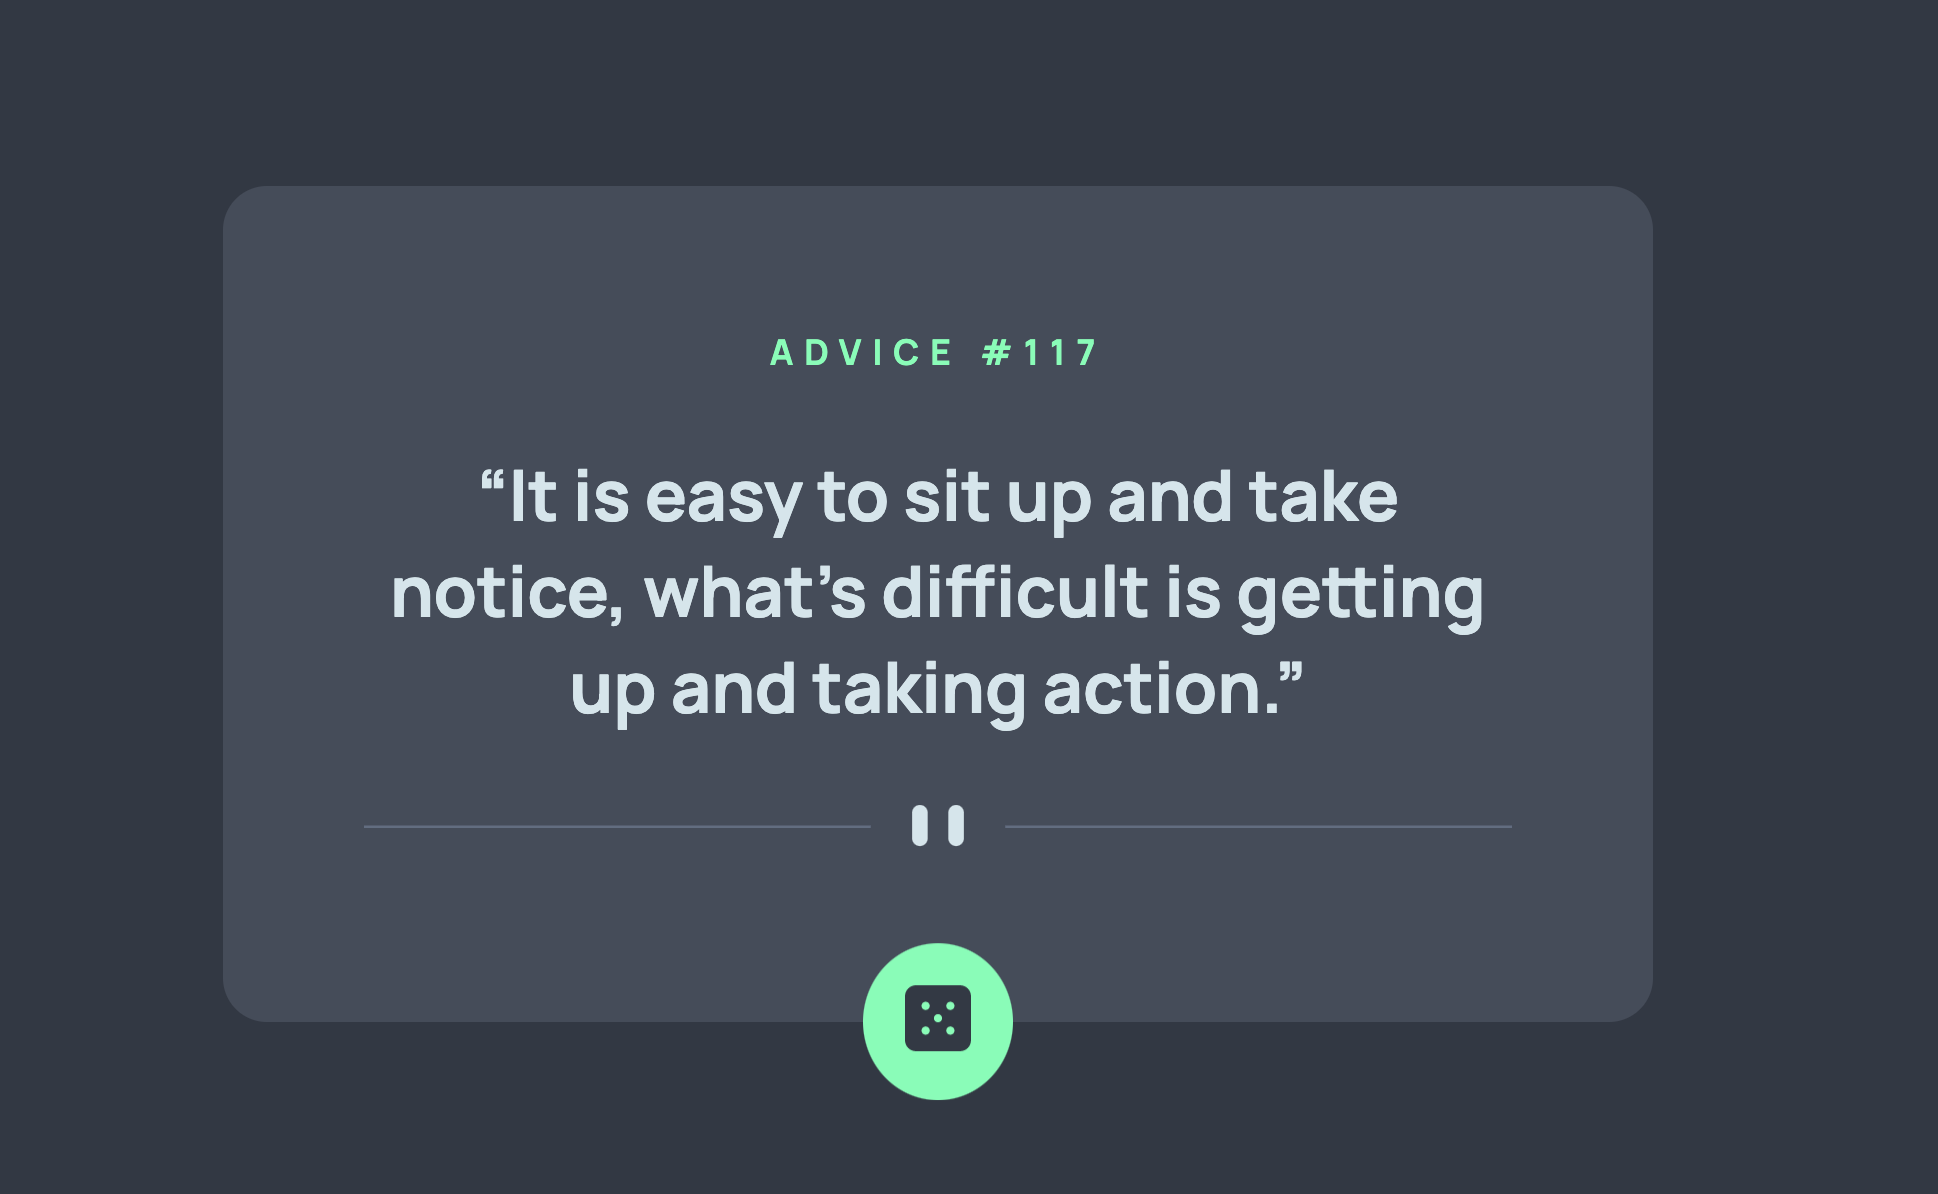 ADVICE #117
“It is easy to sit up and take
notice, what’s difficult is getting
up and taking action.”